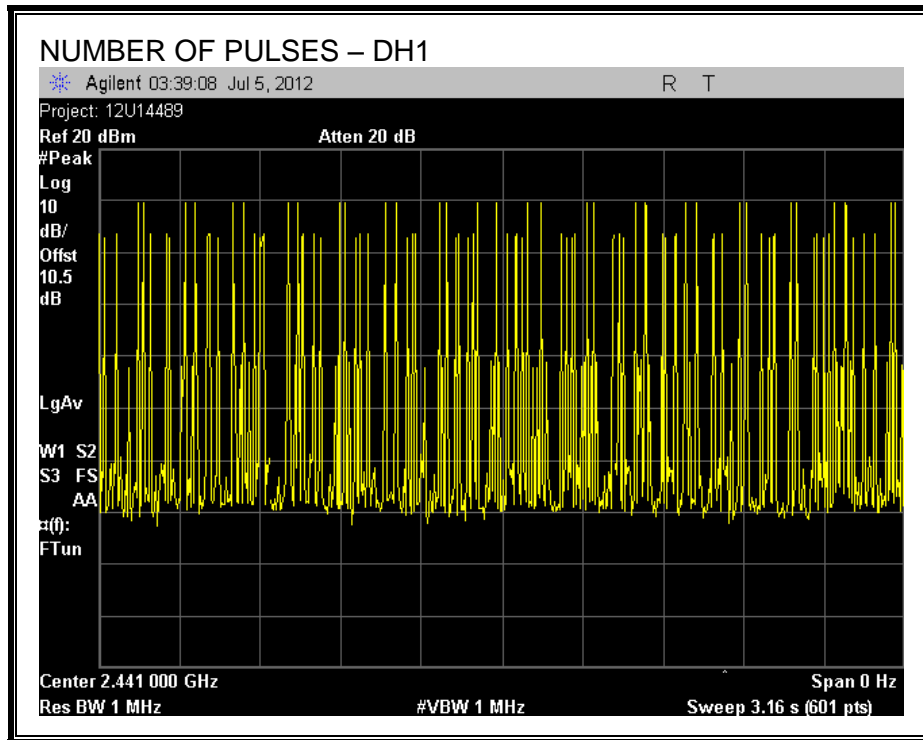 NUMBER OF PULSES – DH1
Agilent 03:39:08 Jul 5, 2012 R T
Project: 12U14489
Ref 20 dBm Atten 20 dB
#Peak
Log
10
dB/
Offst
10.5
dB
LgAv
W1 S2
S3 FS
AA
¤(f):
FTun
Center 2.441 000 GHz Span 0 Hz
Res BW 1 MHz #VBW 1 MHz Sweep 3.16 s (601 pts)